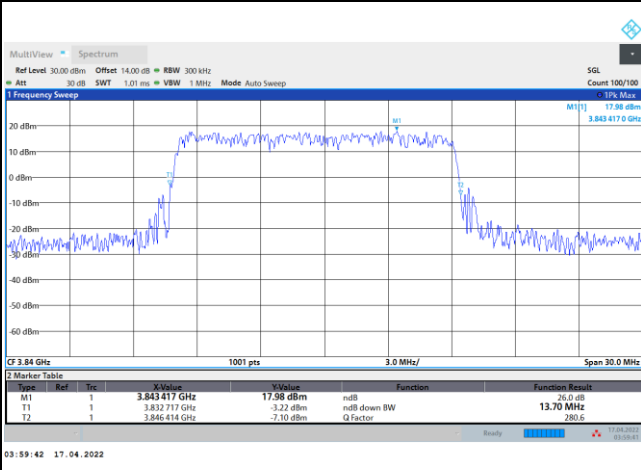 MultiView Spectrum
Ref Level 30.00 dBm Offset 14.00 dB RBW 300 kHz SGL
Att 30 dB SWT 1.01 ms VBW 1 MHz Mode Auto Sweep Count 100/100
1 Frequency Sweep 1Pk Max
M1[1] 17.98 dBm
3.843 417 0 GHz
M1
20 dBm
10 dBm
T1
0 dBm
T2
-10 dBm
-20 dBm
-30 dBm
-40 dBm
-50 dBm
-60 dBm
CF 3.84 GHz 1001 pts 3.0 MHz/ Span 30.0 MHz
2 Marker Table
Type Ref Trc X-Value Y-Value Function Function Result
M1 1 3.843 417 GHz 17.98 dBm ndB 26.0 dB
T1 1 3.832 717 GHz -3.22 dBm ndB down BW 13.70 MHz
T2 1 3.846 414 GHz -7.10 dBm Q Factor 280.6
Ready 17.04.2022
03:59:41
03:59:42 17.04.2022